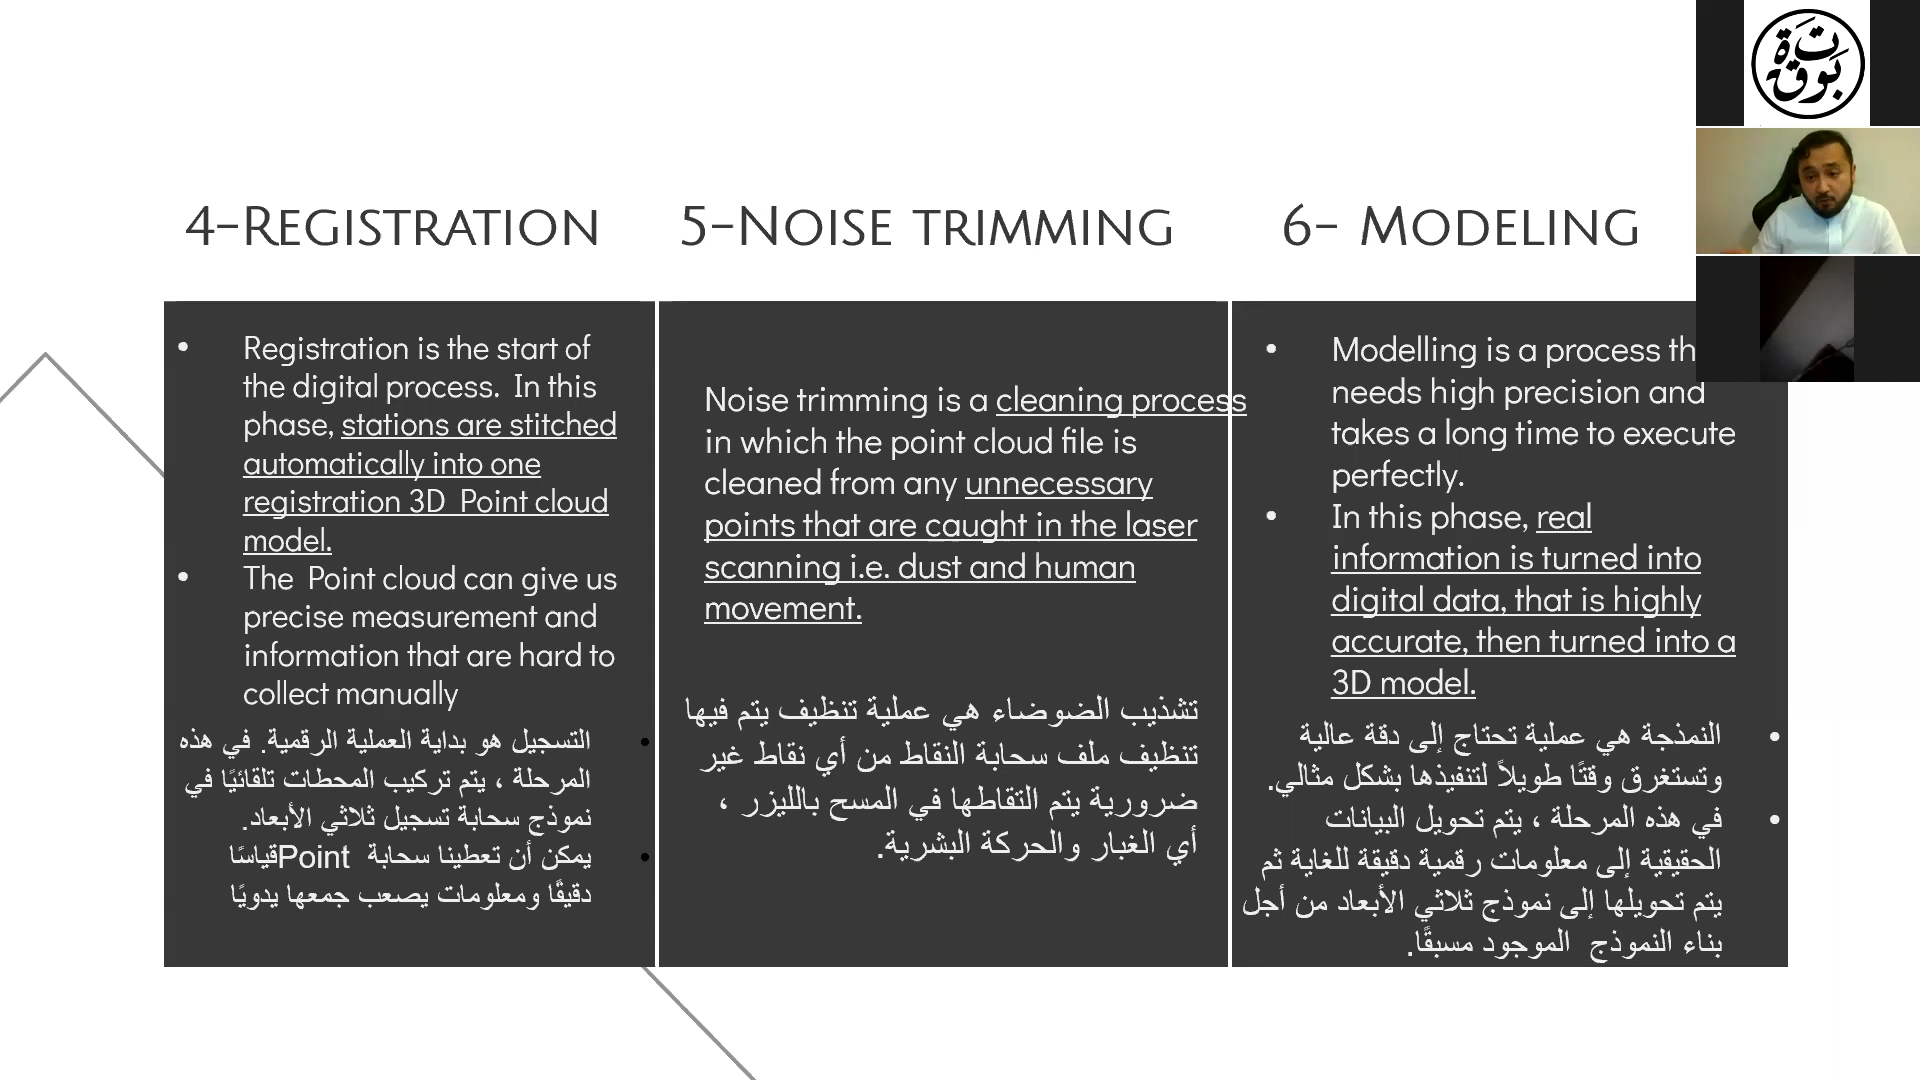 4-Registration
Registration is the start of
the digital process. In this
phase, stations are stitched
automatically into one
registration 3D Point cloud
model.
The Point cloud can give us
precise measurement and
information that are hard to
collect manually
التسجيل هو بداية العملية الرقمية. في هذه
المرحلة ، يتم تركيب المحطات تلقائيًا في
نموذج سحابة تسجيل ثلاثي الأبعاد.
يمكن أن تعطينا سحابة Pointقياسًا
دقيقًا ومعلومات يصعب جمعها يدويًا
5-Noise trimming
Noise trimming is a cleaning process
in which the point cloud file is
cleaned from any unnecessary
points that are caught in the laser
scanning i.e. dust and human
movement.
تشذيب الضوضاء هي عملية تنظيف يتم فيها
تنظيف ملف سحابة النقاط من أي نقاط غير
ضرورية يتم التقاطها في المسح بالليزر ،
أي الغبار والحركة البشرية.
6- Modeling
Modelling is a process th
needs high precision and
takes a long time to execute
perfectly.
In this phase, real
information is turned into
digital data, that is highly
accurate, then turned into a
3D model.
النمذجة هي عملية تحتاج إلى دقة عالية
وتستغرق وقتًا طويلاً لتنفيذها بشكل مثالي.
في هذه المرحلة ، يتم تحويل البيانات
الحقيقية إلى معلومات رقمية دقيقة للغاية ثم
يتم تحويلها إلى نموذج ثلاثي الأبعاد من أجل
بناء النموذج الموجود مسبقًا.
بَوتَقَة